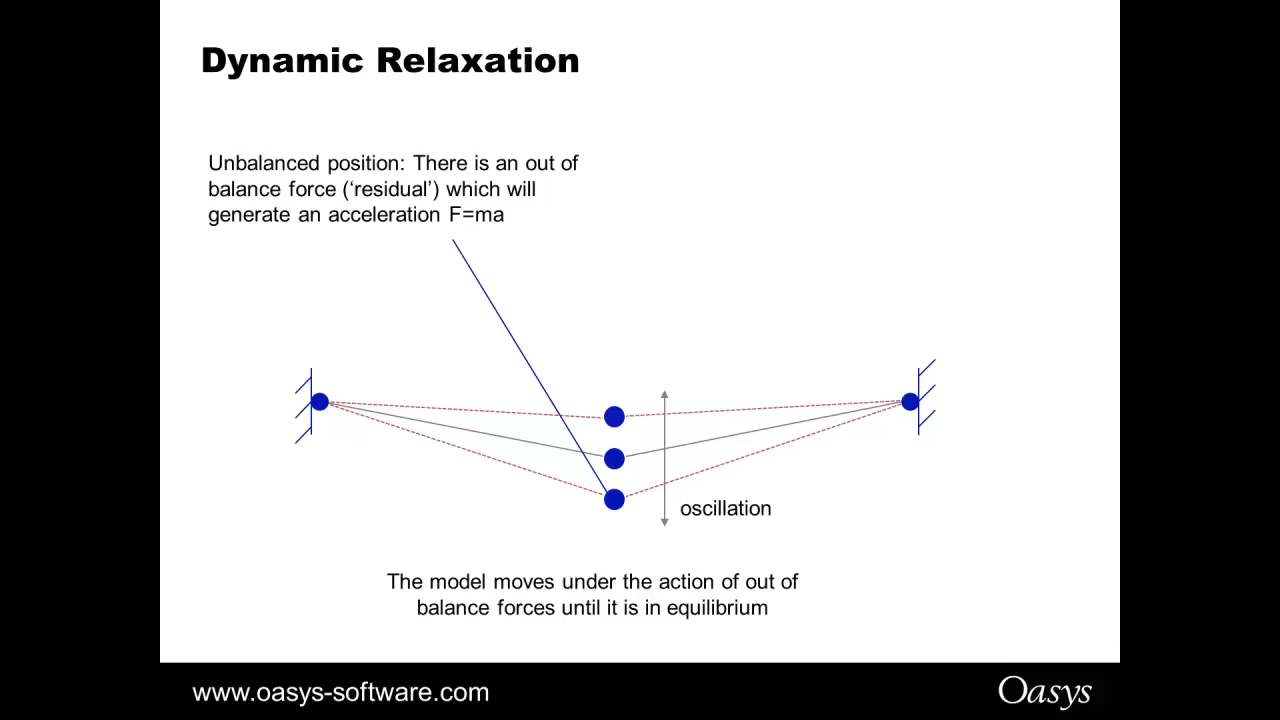 Dynamic Relaxation
Unbalanced position: There is an out of
balance force (‘residual’) which will
generate an acceleration F=ma
oscillation
The model moves under the action of out of
balance forces until it is in equilibrium
www.oasys-software.com
Oasys